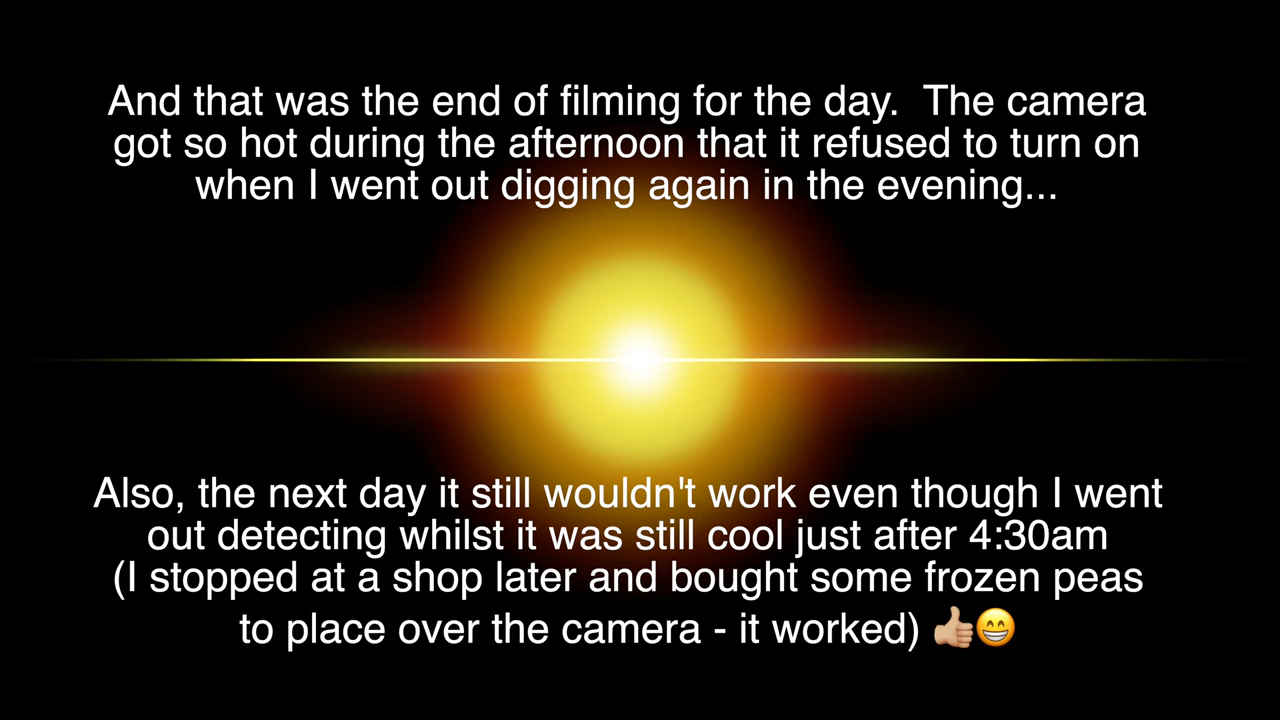 And that was the end of filming for the day.  The camera
got so hot during the afternoon that it refused to turn on
when I went out digging again in the evening...
Also, the next day it still wouldn't work even though I went
out detecting whilst it was still cool just after 4:30am
(I stopped at a shop later and bought some frozen peas
to place over the camera - it worked) 👍🏼😁